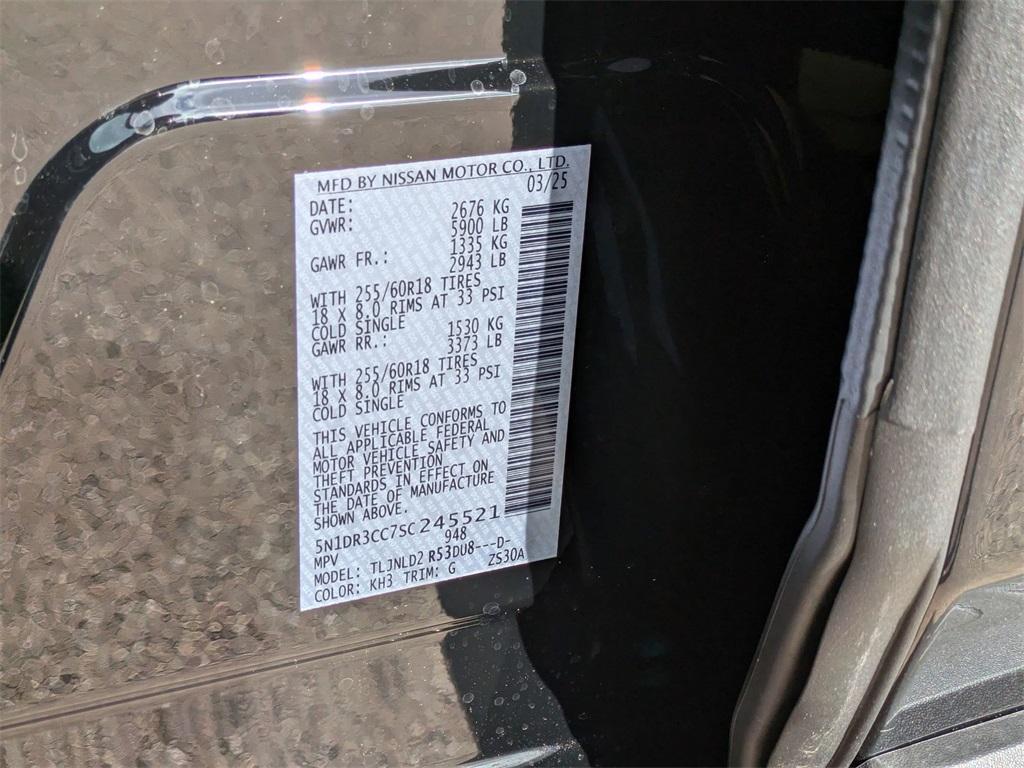 MFD BY NISSAN MOTOR CO., LTD.
DATE: 03/25
GVWR: 2676 KG
5900 LB
GAWR FR.: 1335 KG
2943 LB
WITH 255/60R18 TIRES
18 X 8.0 RIMS AT 33 PSI
COLD SINGLE
GAWR RR.: 1530 KG
3373 LB
WITH 255/60R18 TIRES
18 X 8.0 RIMS AT 33 PSI
COLD SINGLE
THIS VEHICLE CONFORMS TO
ALL APPLICABLE FEDERAL
MOTOR VEHICLE SAFETY AND
THEFT PREVENTION
STANDARDS IN EFFECT ON
THE DATE OF MANUFACTURE
SHOWN ABOVE.
5N1DR3CC7SC245521
MPV 948
MODEL: TLJNLD2 R53DU8---D-
COLOR: KH3 TRIM: G ZS30A